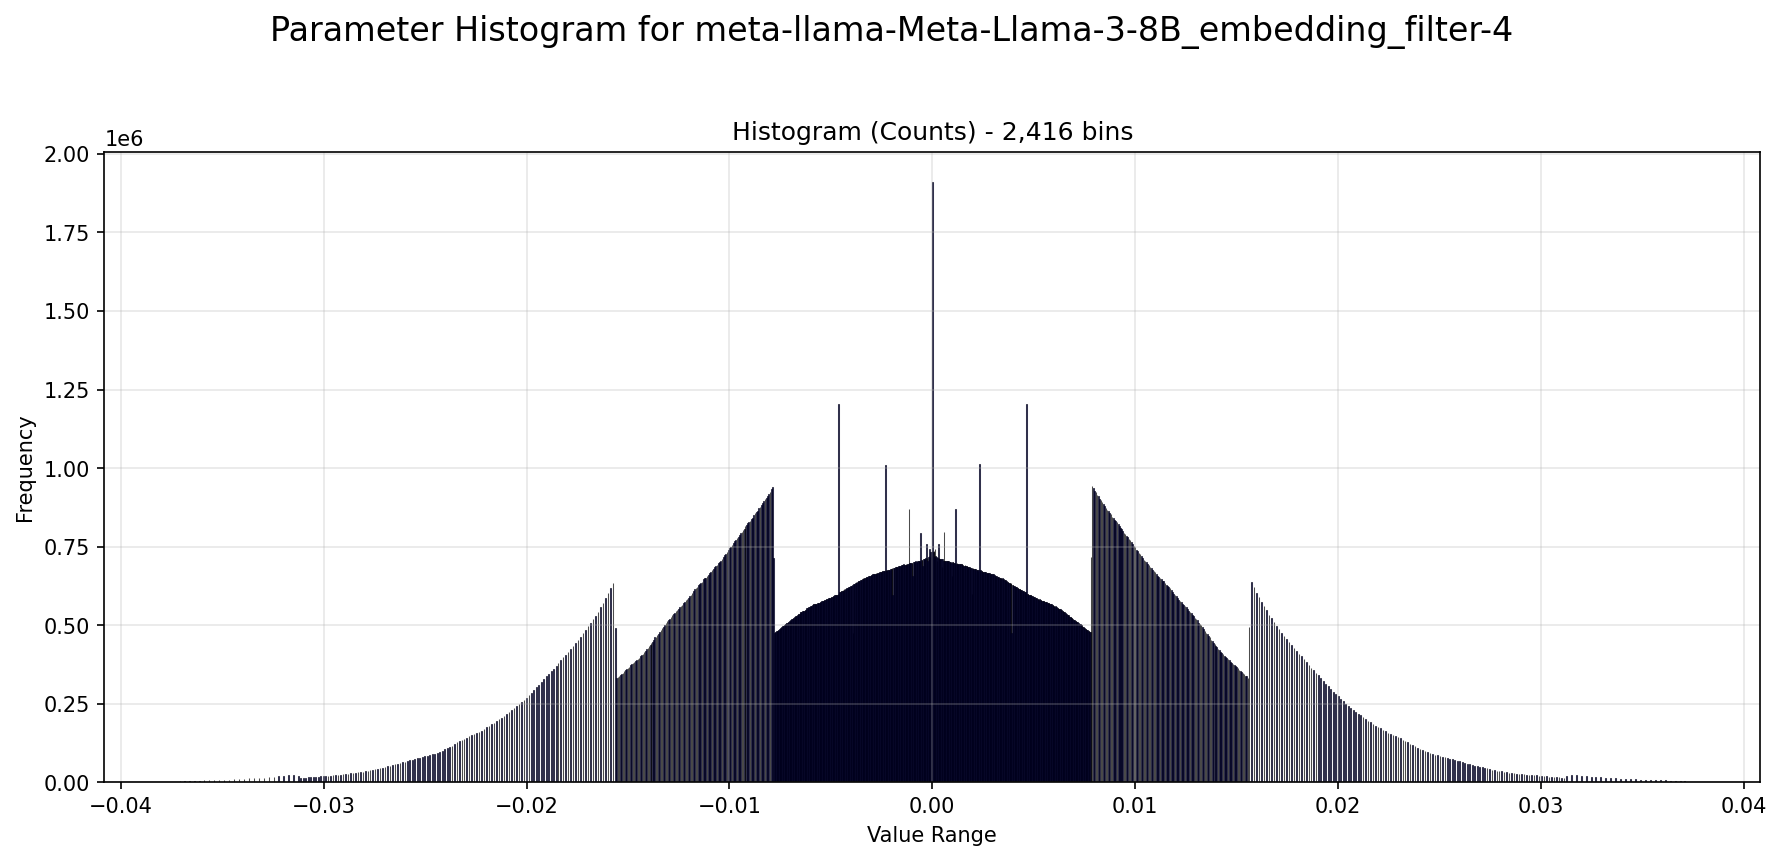 Parameter Histogram for meta-llama-Meta-Llama-3-8B_embedding_filter-4
Histogram (Counts) - 2,416 bins
1e6
2.00
1.75
1.50
1.25
1.00
0.75
0.50
0.25
0.00
Frequency
−0.04 −0.03 −0.02 −0.01 0.00 0.01 0.02 0.03 0.04
Value Range